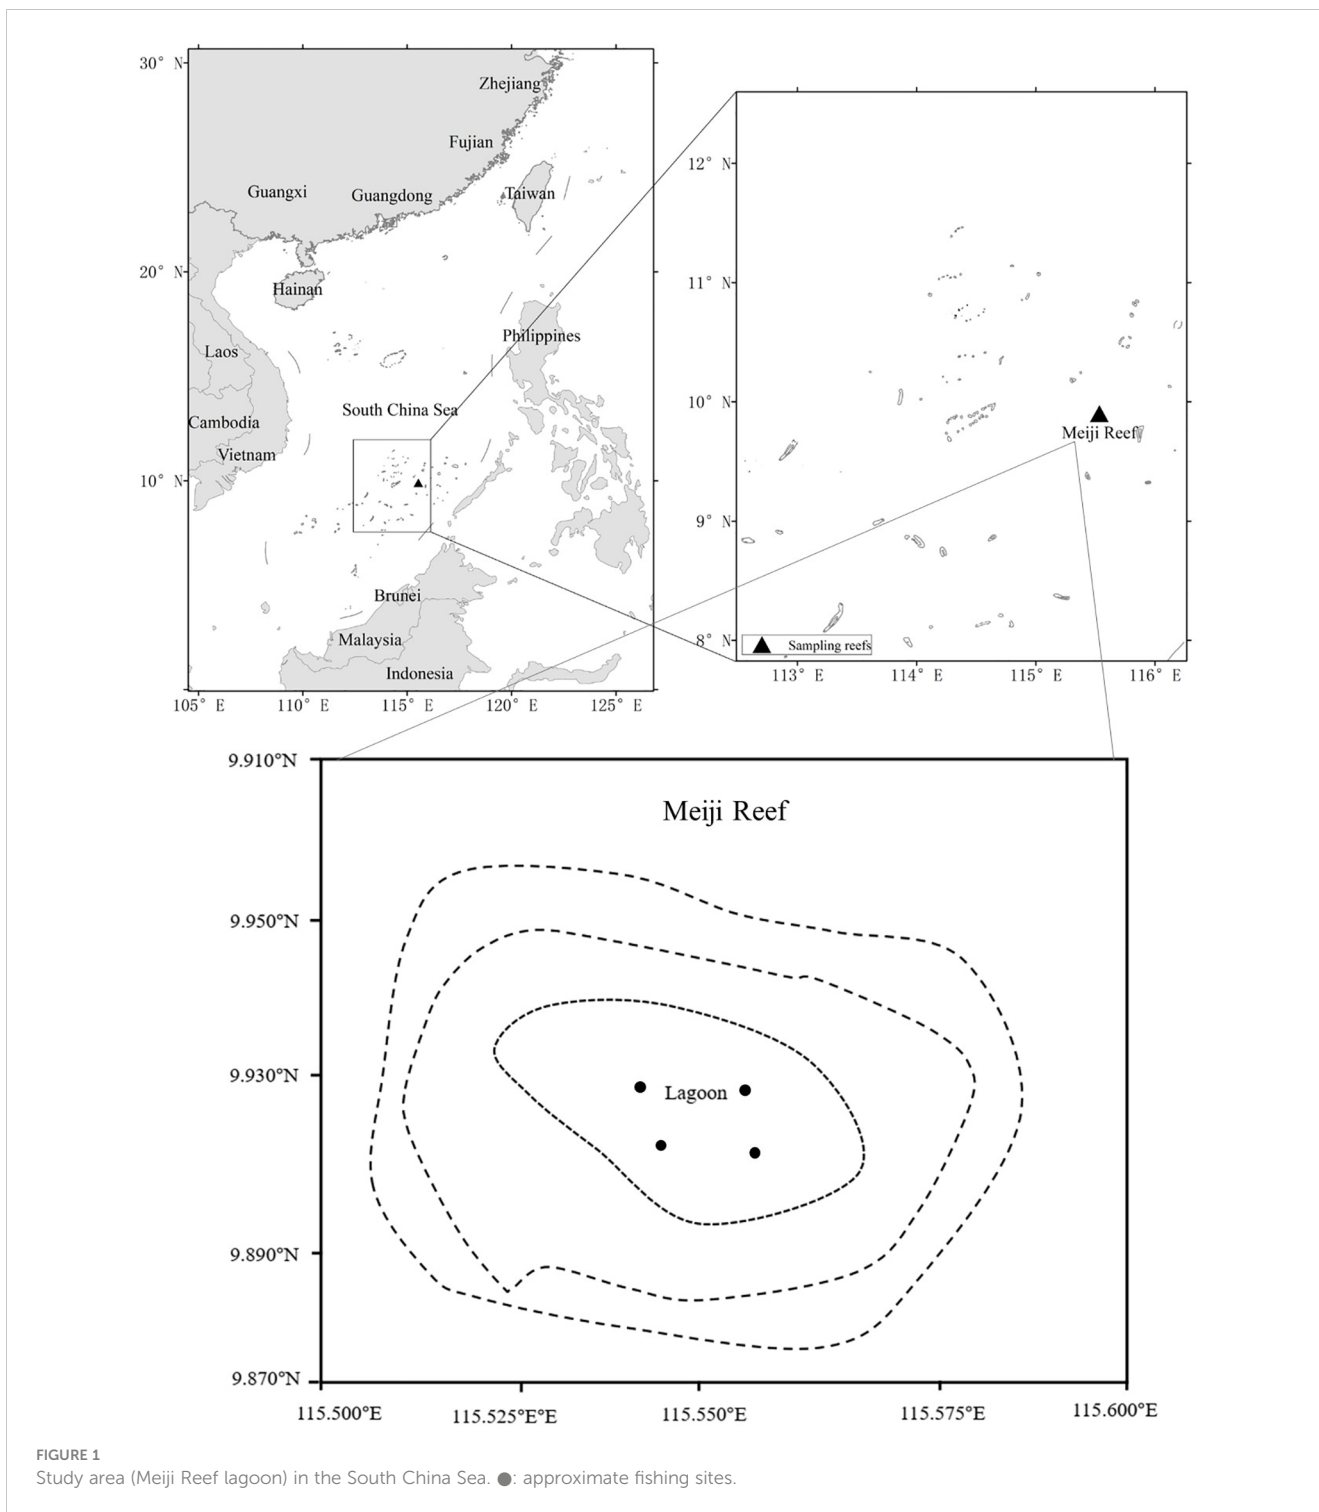 30° N
Zhejiang
Fujian
Guangxi
Guangdong
Taiwan
20° N
Hainan
Philippines
Laos
South China Sea
Cambodia
Vietnam
10° N
Brunei
Malaysia
Indonesia
105° E
110° E
115° E
120° E
125° E
12° N
11° N
10° N
Meiji Reef
9° N
8° N
Sampling reefs
113° E
114° E
115° E
116° E
9.910°N
Meiji Reef
9.950°N
9.930°N
Lagoon
9.890°N
9.870°N
115.500°E
115.525°E°E
115.550°E
115.575°E
115.600°E
FIGURE 1
Study area (Meiji Reef lagoon) in the South China Sea. ●: approximate fishing sites.